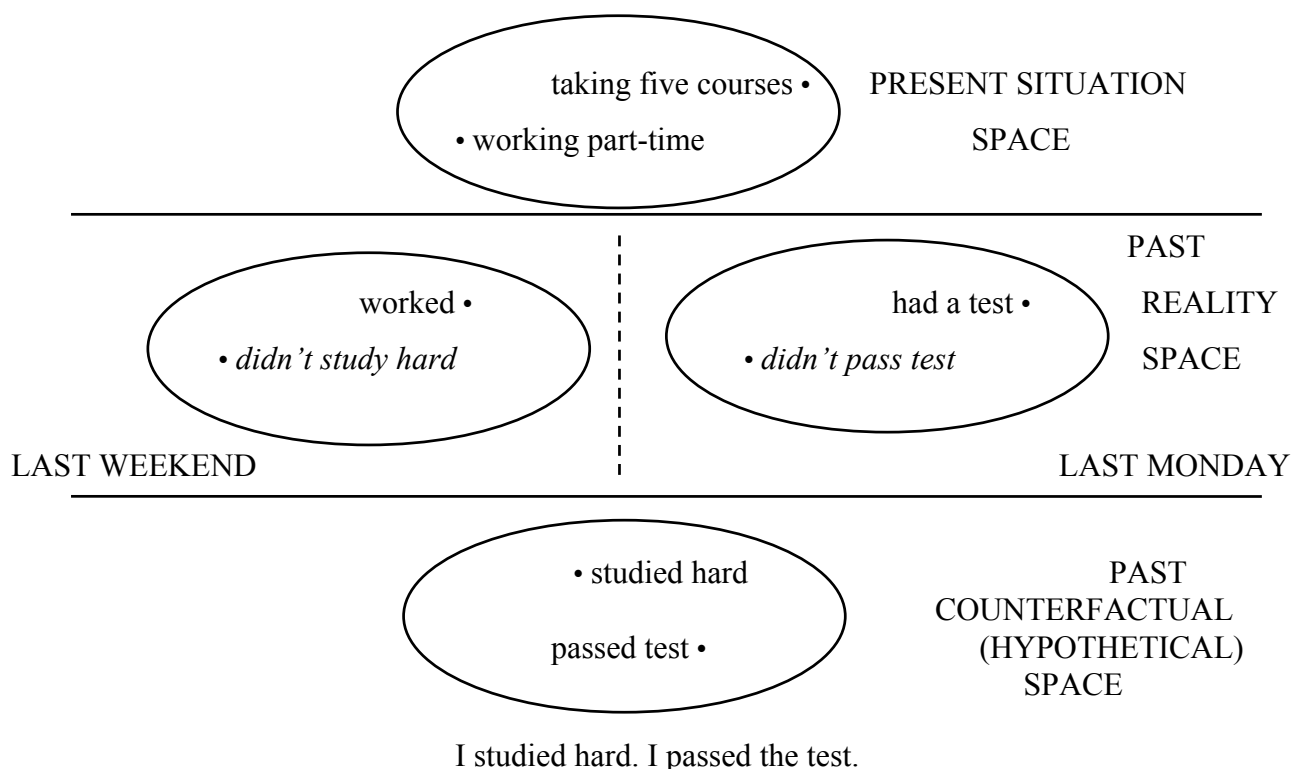 taking five courses • PRESENT SITUATION
• working part-time SPACE
PAST
worked • had a test • REALITY
• didn’t study hard • didn’t pass test SPACE
LAST WEEKEND LAST MONDAY
• studied hard PAST
COUNTERFACTUAL
passed test • (HYPOTHETICAL)
SPACE
I studied hard. I passed the test.